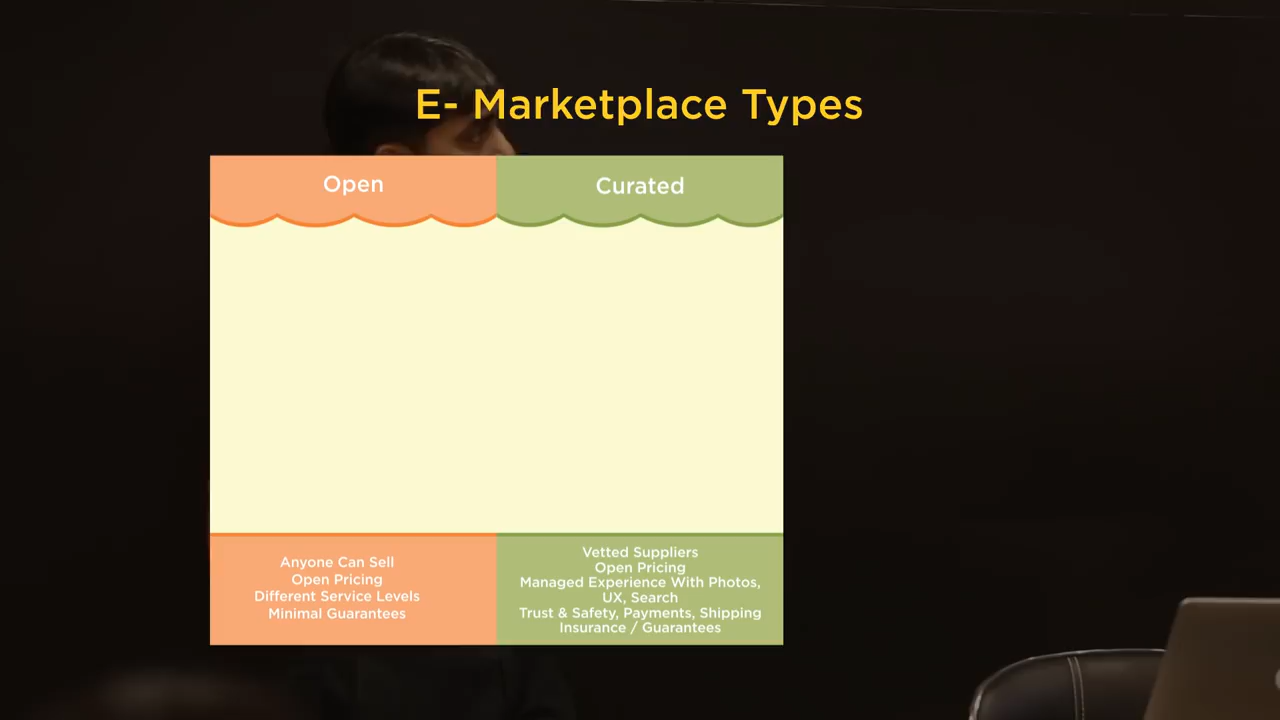 E- Marketplace Types
Open
Curated
Anyone Can Sell
Open Pricing
Different Service Levels
Minimal Guarantees
Vetted Suppliers
Open Pricing
Managed Experience With Photos,
UX, Search
Trust & Safety, Payments, Shipping
Insurance / Guarantees